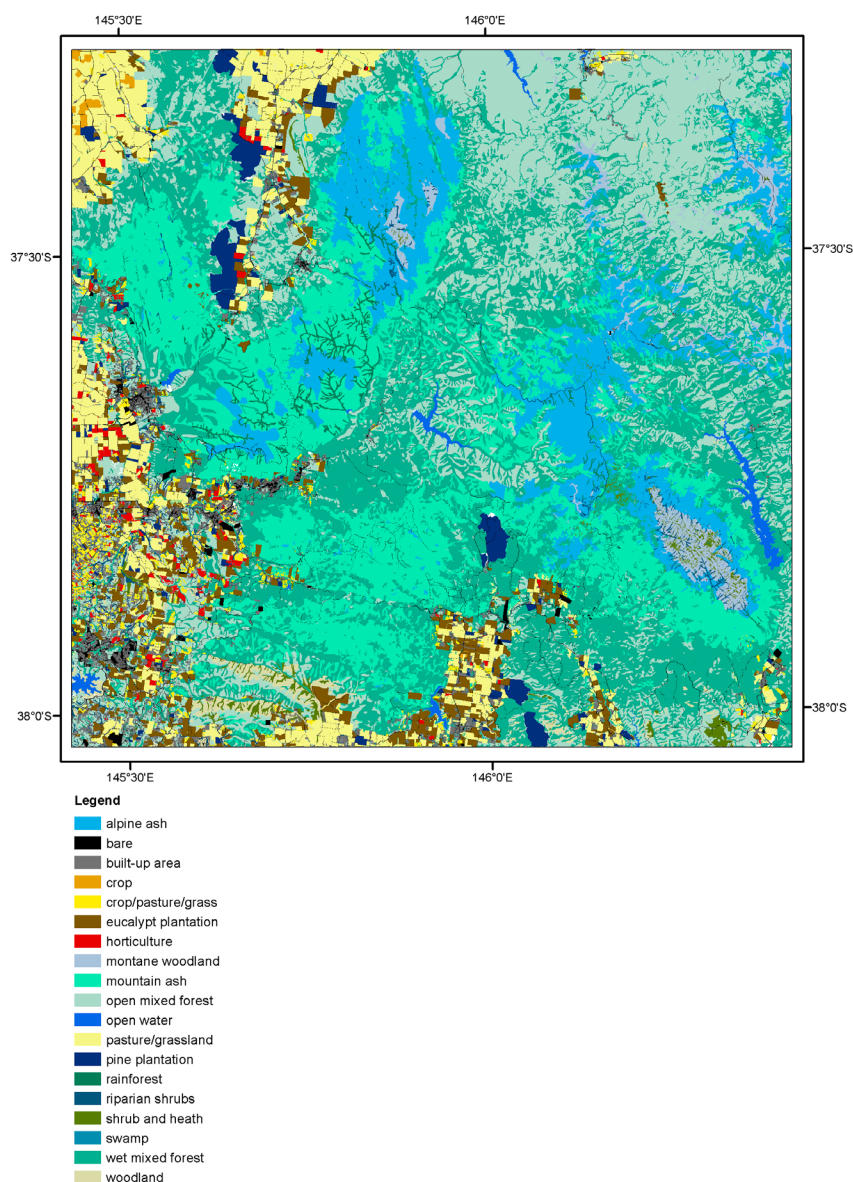 145°30'E 146°0'E
37°30'S 37°30'S
38°0'S 38°0'S
145°30'E 146°0'E
Legend
alpine ash
bare
built-up area
crop
crop/pasture/grass
eucalypt plantation
horticulture
montane woodland
mountain ash
open mixed forest
open water
pasture/grassland
pine plantation
rainforest
riparian shrubs
shrub and heath
swamp
wet mixed forest
woodland